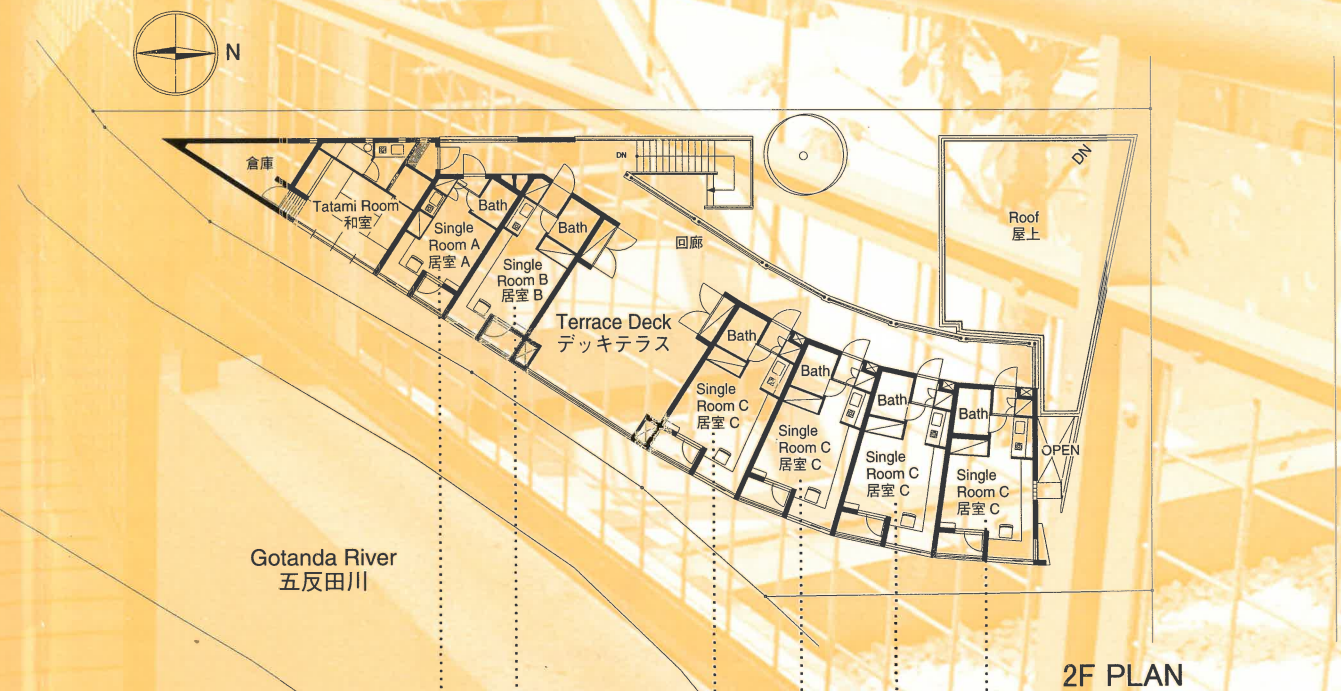 N
倉庫
Tatami Room
和室
Single
Room A
居室 A
Bath
Single
Room B
居室 B
Bath
DN
回廊
Terrace Deck
デッキテラス
Roof
屋上
DN
Bath
Single
Room C
居室 C
Bath
Single
Room C
居室 C
Bath
Single
Room C
居室 C
Bath
Single
Room C
居室 C
OPEN
Gotanda River
五反田川
2F PLAN